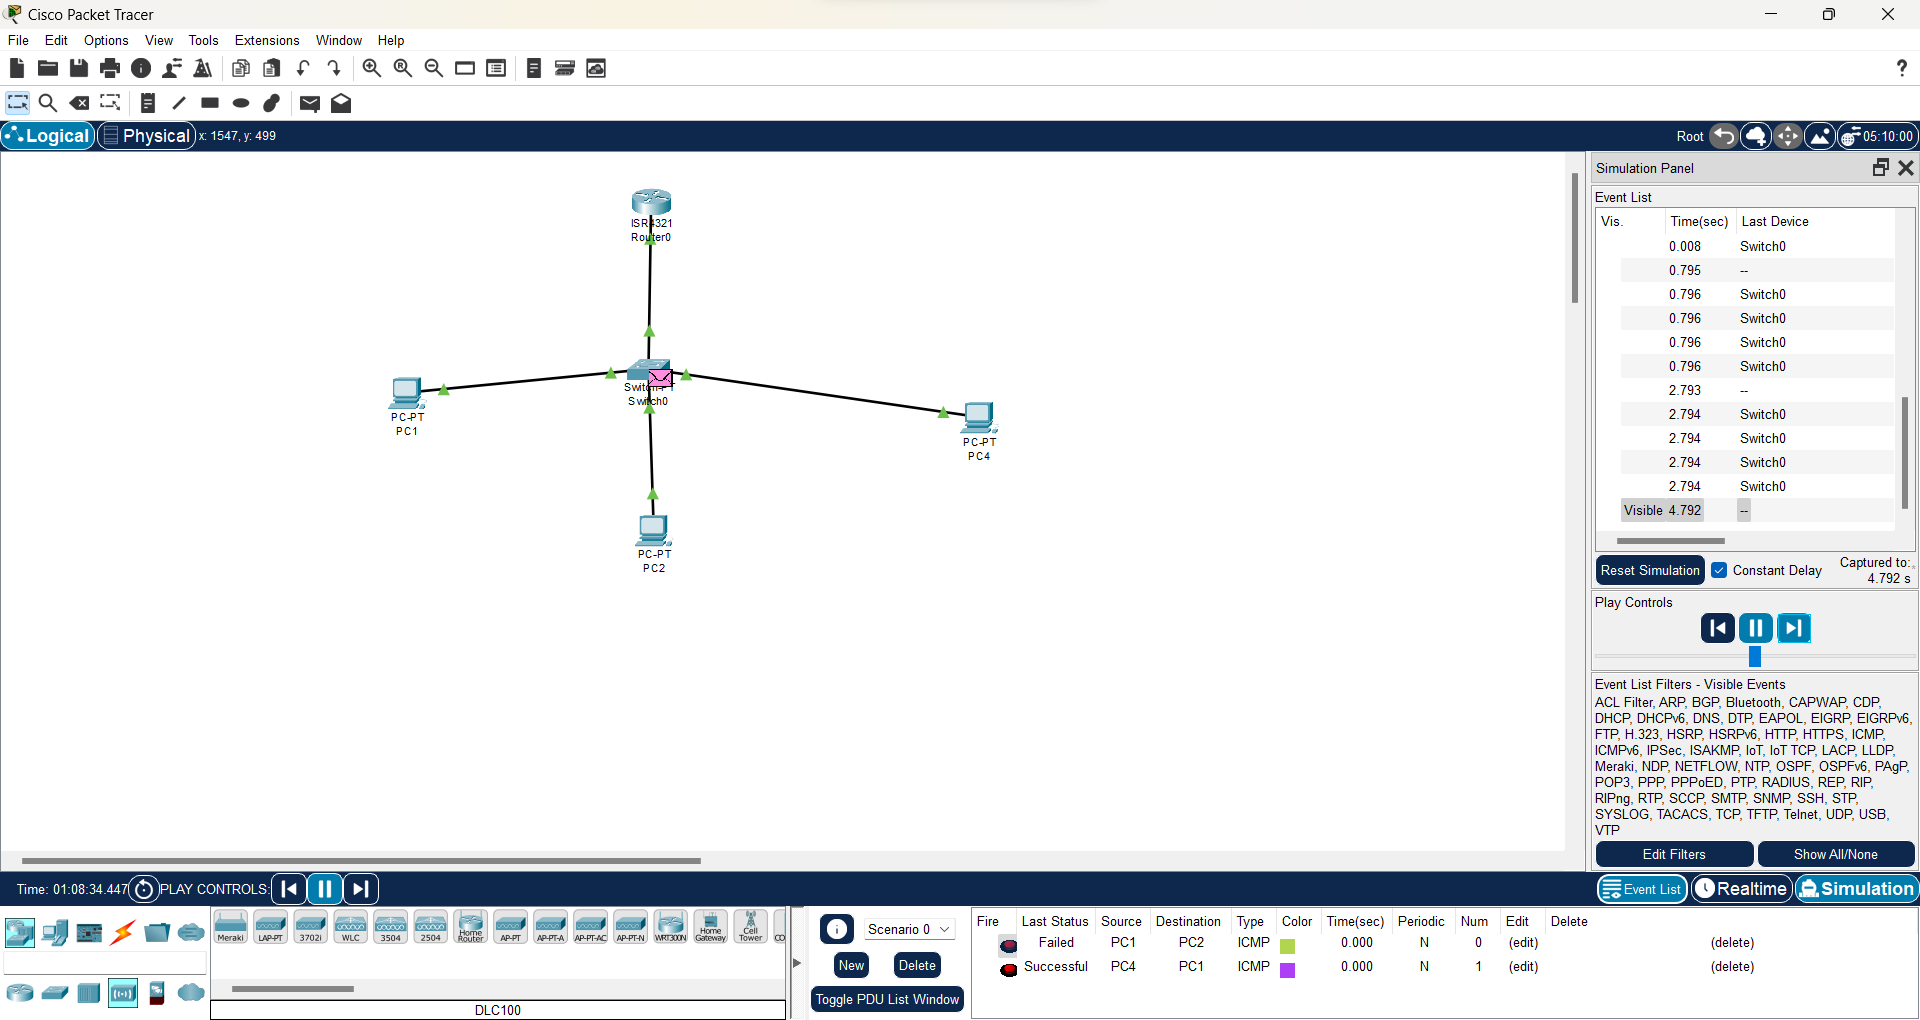 Cisco Packet Tracer
File Edit Options View Tools Extensions Window Help
?
Logical Physical x: 1547, y: 499 Root 05:10:00
ISR4321
Router0
Switch0
PC-PT
PC1
PC-PT
PC4
PC-PT
PC2
Simulation Panel
Event List
Vis. Time(sec) Last Device
0.008 Switch0
0.795 --
0.796 Switch0
0.796 Switch0
0.796 Switch0
0.796 Switch0
2.793 --
2.794 Switch0
2.794 Switch0
2.794 Switch0
2.794 Switch0
Visible 4.792 --
Reset Simulation Constant Delay Captured to:
4.792 s
Play Controls
Event List Filters - Visible Events
ACL Filter, ARP, BGP, Bluetooth, CAPWAP, CDP,
DHCP, DHCPv6, DNS, DTP, EAPOL, EIGRP, EIGRPv6,
FTP, H.323, HSRP, HSRPv6, HTTP, HTTPS, ICMP,
ICMPv6, IPSec, ISAKMP, IoT, IoT TCP, LACP, LLDP,
Meraki, NDP, NETFLOW, NTP, OSPF, OSPFv6, PAgP,
POP3, PPP, PPPoED, PTP, RADIUS, REP, RIP,
RIPng, RTP, SCCP, SMTP, SNMP, SSH, STP,
SYSLOG, TACACS, TCP, TFTP, Telnet, UDP, USB,
VTP
Edit Filters Show All/None
Time: 01:08:34.447 PLAY CONTROLS: Event List Realtime Simulation
Meraki LAP-PT 3702i WLC 3504 2504 Home Router AP-PT AP-PT-A AP-PT-AC AP-PT-N WRT300N Home Gateway Cell Tower CO
DLC100
Scenario 0
New Delete
Toggle PDU List Window
Fire Last Status Source Destination Type Color Time(sec) Periodic Num Edit Delete
Failed PC1 PC2 ICMP 0.000 N 0 (edit) (delete)
Successful PC4 PC1 ICMP 0.000 N 1 (edit) (delete)